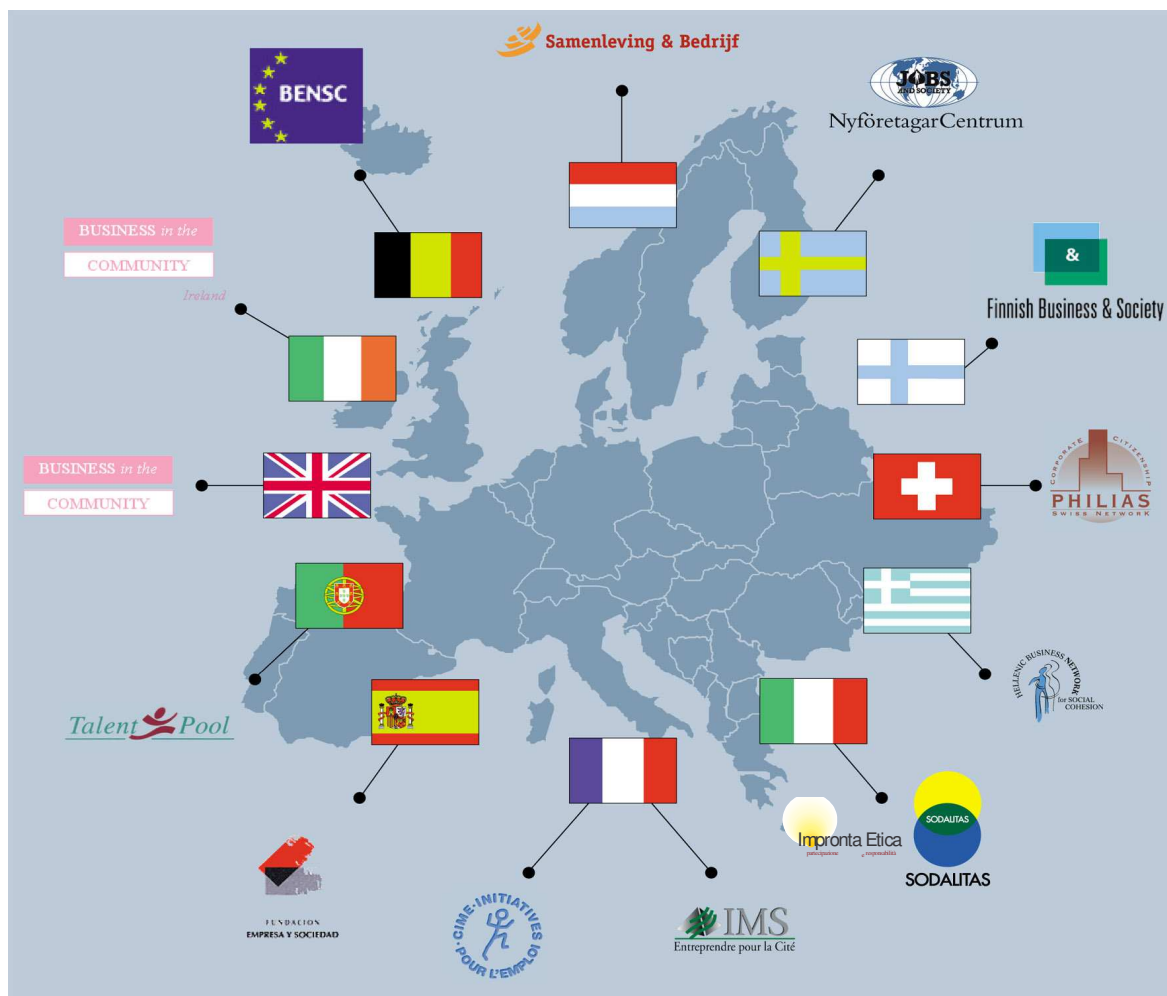 Samenleving & Bedrijf
BENSC
JOBS
AND SOCIETY
NyföretagarCentrum
BUSINESS in the
COMMUNITY
Ireland
&
Finnish Business & Society
BUSINESS in the
COMMUNITY
CORPORATE CITIZENSHIP
PHILIAS
SWISS NETWORK
HELLENIC BUSINESS NETWORK
for SOCIAL
COHESION
Talent Pool
Impronta Etica
partecipazione e responsabilità
SODALITAS
SODALITAS
FUNDACION
EMPRESA Y SOCIEDAD
CIME-INITIATIVES
POUR L'EMPLOI
IMS
Entreprendre pour la Cité